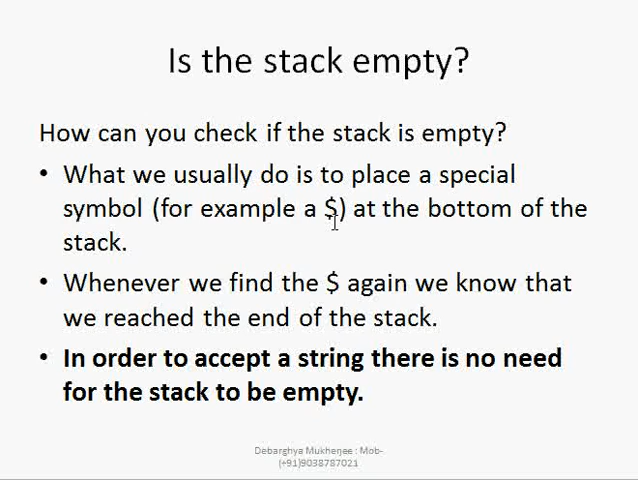 Is the stack empty?
How can you check if the stack is empty?
• What we usually do is to place a special
symbol (for example a $) at the bottom of the
stack.
• Whenever we find the $ again we know that
we reached the end of the stack.
• In order to accept a string there is no need
for the stack to be empty.
Debarghya Mukherjee : Mob-
(+91)9038787021